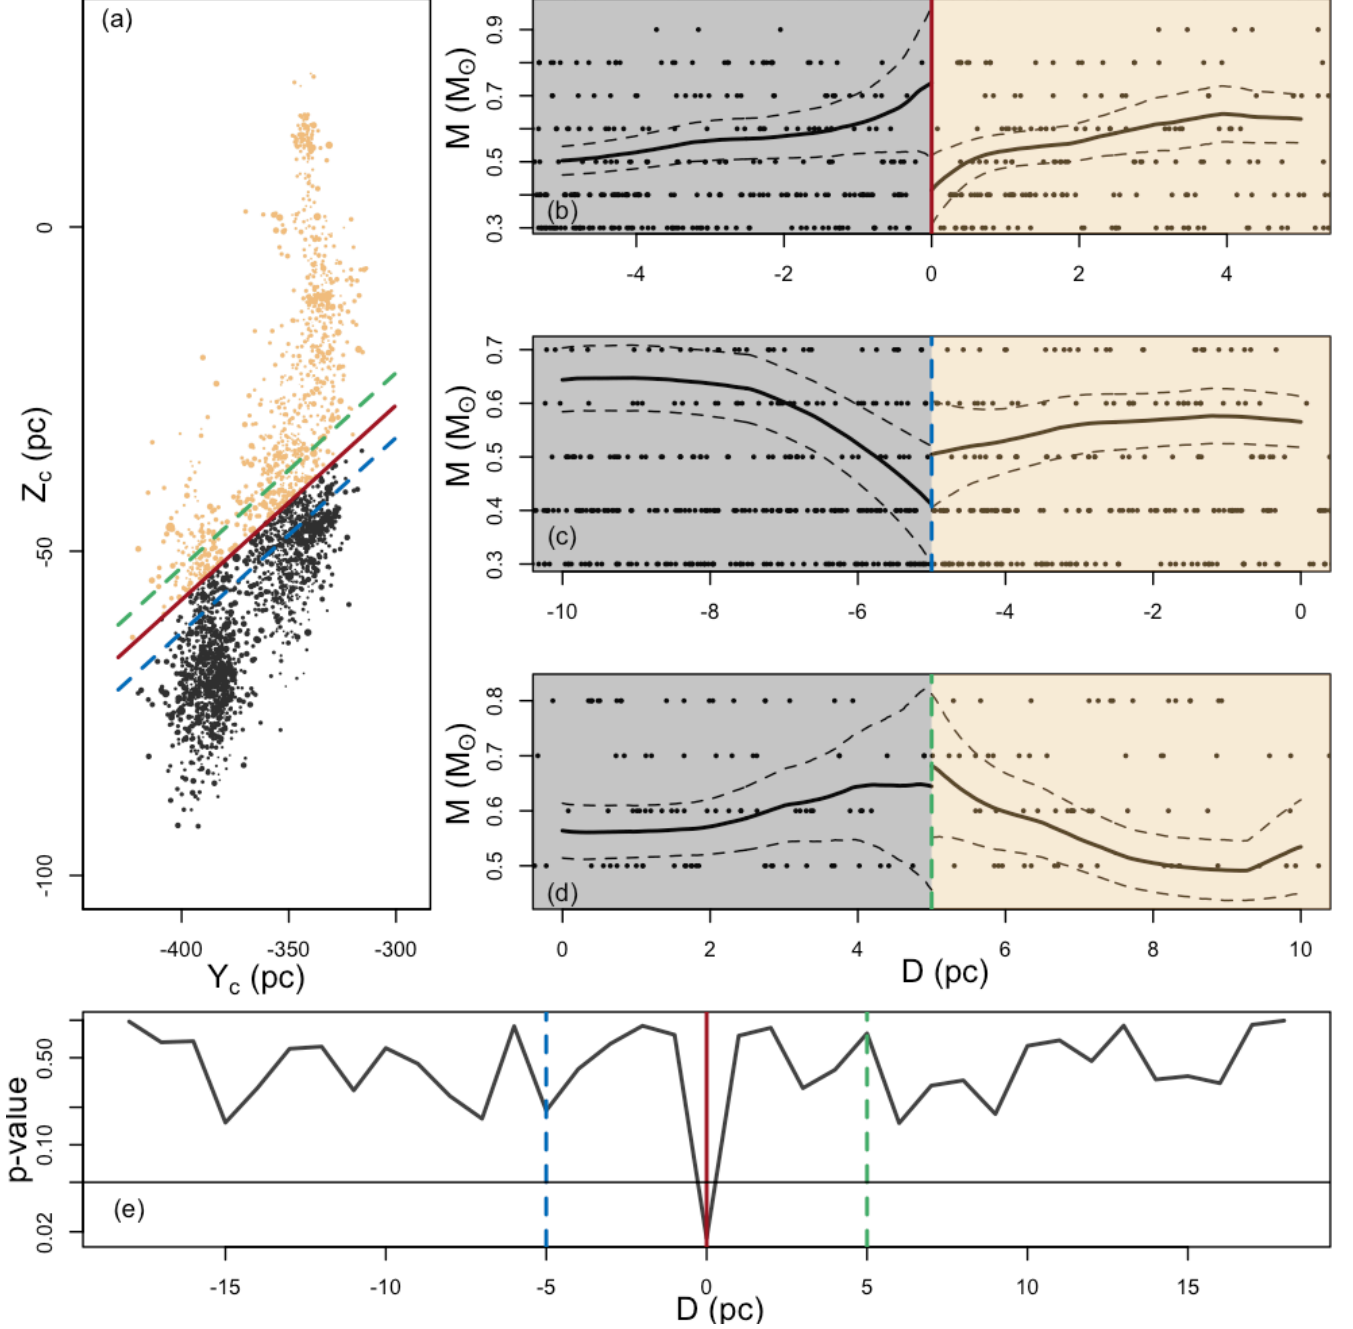 (a)
0
-50
-100
Z_c (pc)
-400 -350 -300
Y_c (pc)
0.3 0.5 0.7 0.9
M (M⊙)
(b)
-4 -2 0 2 4
0.3 0.4 0.5 0.6 0.7
M (M⊙)
(c)
-10 -8 -6 -4 -2 0
0.5 0.6 0.7 0.8
M (M⊙)
(d)
0 2 4 6 8 10
D (pc)
0.02 0.10 0.50
p-value
(e)
-15 -10 -5 0 5 10 15
D (pc)